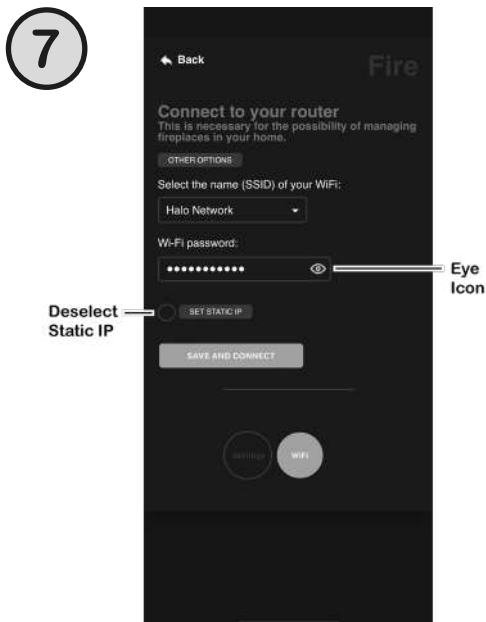 7
Back
Fire
Connect to your router
This is necessary for the possibility of managing
fireplaces in your home.
OTHER OPTIONS
Select the name (SSID) of your WiFi:
Halo Network
Wi-Fi password:
•••••••••••
Eye
Icon
Deselect
Static IP
SET STATIC IP
SAVE AND CONNECT
Settings
WiFi